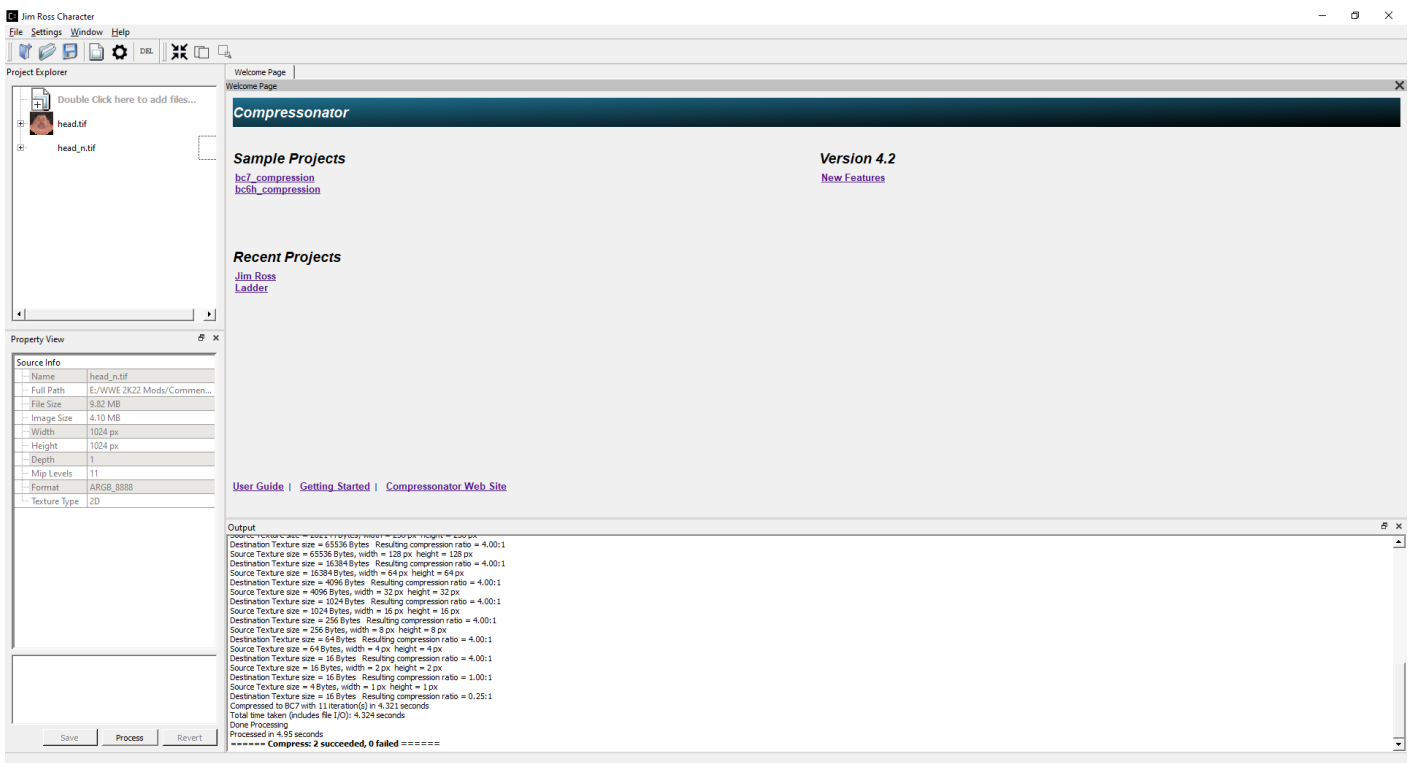 Jim Ross Character
File Settings Window Help
DEL
Project Explorer
Double Click here to add files...
head.tif
head_n.tif
Property View
Source Info
Name head_n.tif
Full Path E:/WWE 2K22 Mods/Commen...
File Size 9.82 MB
Image Size 4.10 MB
Width 1024 px
Height 1024 px
Depth 1
Mip Levels 11
Format ARGB_8888
Texture Type 2D
Save Process Revert
Welcome Page
Welcome Page
Compressonator
Sample Projects
bc7_compression
bc6h_compression
Version 4.2
New Features
Recent Projects
Jim Ross
Ladder
User Guide | Getting Started | Compressonator Web Site
Output
Destination Texture size = 65536 Bytes Resulting compression ratio = 4.00:1
Source Texture size = 65536 Bytes, width = 128 px height = 128 px
Destination Texture size = 16384 Bytes Resulting compression ratio = 4.00:1
Source Texture size = 16384 Bytes, width = 64 px height = 64 px
Destination Texture size = 4096 Bytes Resulting compression ratio = 4.00:1
Source Texture size = 4096 Bytes, width = 32 px height = 32 px
Destination Texture size = 1024 Bytes Resulting compression ratio = 4.00:1
Source Texture size = 1024 Bytes, width = 16 px height = 16 px
Destination Texture size = 256 Bytes Resulting compression ratio = 4.00:1
Source Texture size = 256 Bytes, width = 8 px height = 8 px
Destination Texture size = 64 Bytes Resulting compression ratio = 4.00:1
Source Texture size = 64 Bytes, width = 4 px height = 4 px
Destination Texture size = 16 Bytes Resulting compression ratio = 4.00:1
Source Texture size = 16 Bytes, width = 2 px height = 2 px
Destination Texture size = 16 Bytes Resulting compression ratio = 1.00:1
Source Texture size = 4 Bytes, width = 1 px height = 1 px
Destination Texture size = 16 Bytes Resulting compression ratio = 0.25:1
Compressed to BC7 with 11 iteration(s) in 4.321 seconds
Total time taken (includes file I/O): 4.324 seconds
Done Processing
Processed in 4.95 seconds
====== Compress: 2 succeeded, 0 failed ======